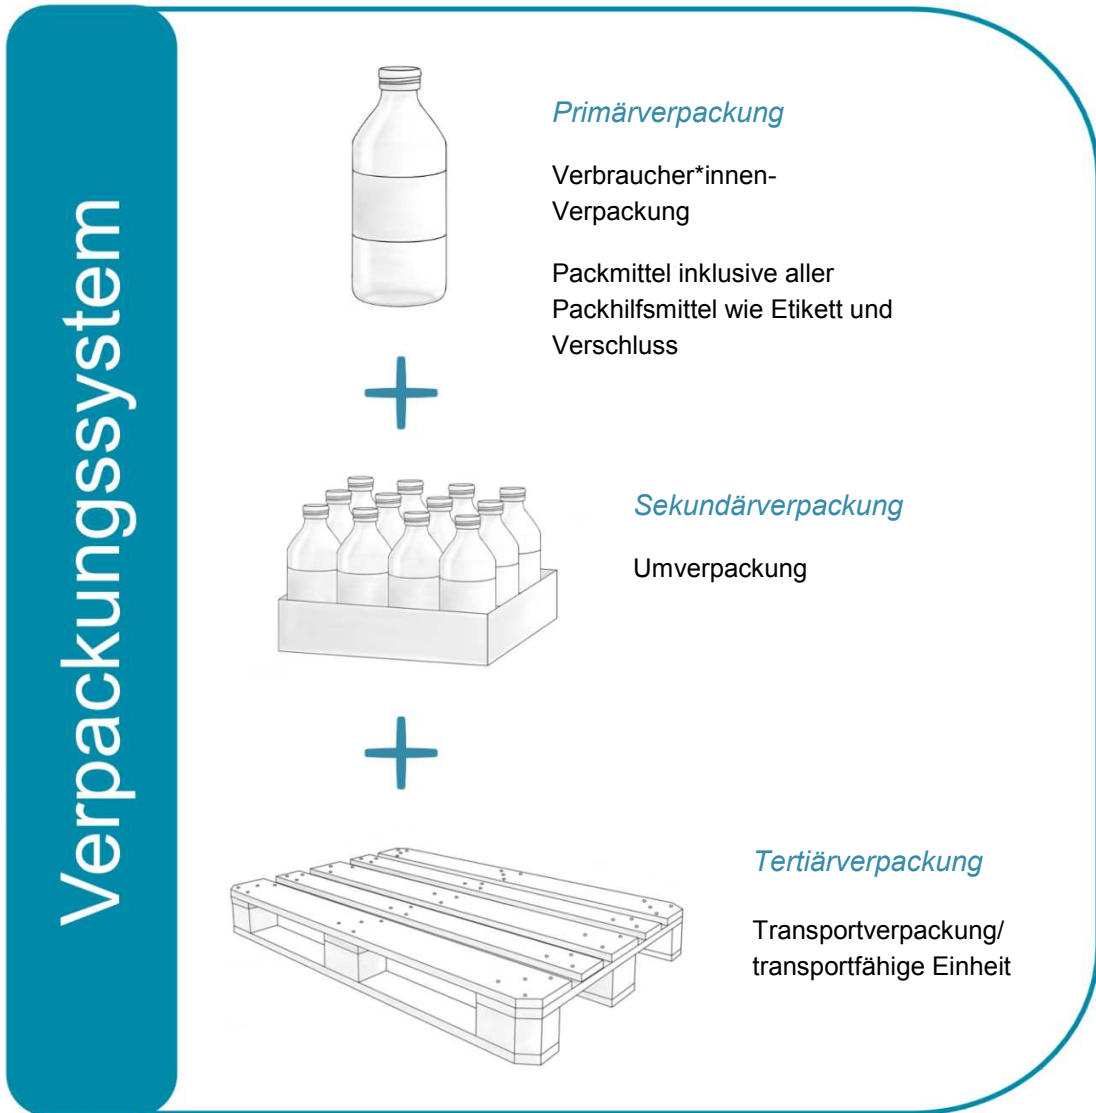 Verpackungssystem
Primärverpackung
Verbraucher*innen-
Verpackung
Packmittel inklusive aller
Packhilfsmittel wie Etikett und
Verschluss
Sekundärverpackung
Umverpackung
Tertiärverpackung
Transportverpackung/
transportfähige Einheit